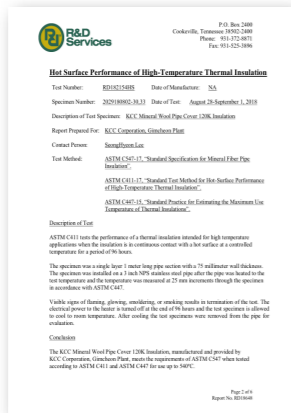 R&D
Services
P.O. Box 2400
Cookeville, Tennessee 38502-2400
Phone: 931-372-8871
Fax: 931-525-3896
Hot Surface Performance of High-Temperature Thermal Insulation
Test Number: RD182154HS Date of Manufacture: NA
Specimen Number: 2029180802-30,33 Date of Test: August 28-September 1, 2018
Description of Test Specimen: KCC Mineral Wool Pipe Cover 120K Insulation
Report Prepared For: KCC Corporation, Gimcheon Plant
Contact Person: SeongHyeon Lee
Test Method: ASTM C547-17, "Standard Specification for Mineral Fiber Pipe
Insulation".
ASTM C411-17, "Standard Test Method for Hot-Surface Performance
of High-Temperature Thermal Insulation".
ASTM C447-15, "Standard Practice for Estimating the Maximum Use
Temperature of Thermal Insulations".
Description of Test
ASTM C411 tests the performance of a thermal insulation intended for high temperature
applications when the insulation is in continuous contact with a hot surface at a controlled
temperature for a period of 96 hours.
The specimen was a single layer 1 meter long pipe section with a 75 millimeter wall thickness.
The specimen was installed on a 3 inch NPS stainless steel pipe after the pipe was heated to the
test temperature and the temperature was measured at 25 mm increments through the specimen
in accordance with ASTM C447.
Visible signs of flaming, glowing, smoldering, or smoking results in termination of the test. The
electrical power to the heater is turned off at the end of 96 hours and the test specimen is allowed
to cool to room temperature. After cooling the test specimens were removed from the pipe for
evaluation.
Conclusion
The KCC Mineral Wool Pipe Cover 120K Insulation, manufactured and provided by
KCC Corporation, Gimcheon Plant, meets the requirements of ASTM C547 when tested
according to ASTM C411 and ASTM C447 for use up to 540°C.
Page 2 of 6
Report No. RD18648